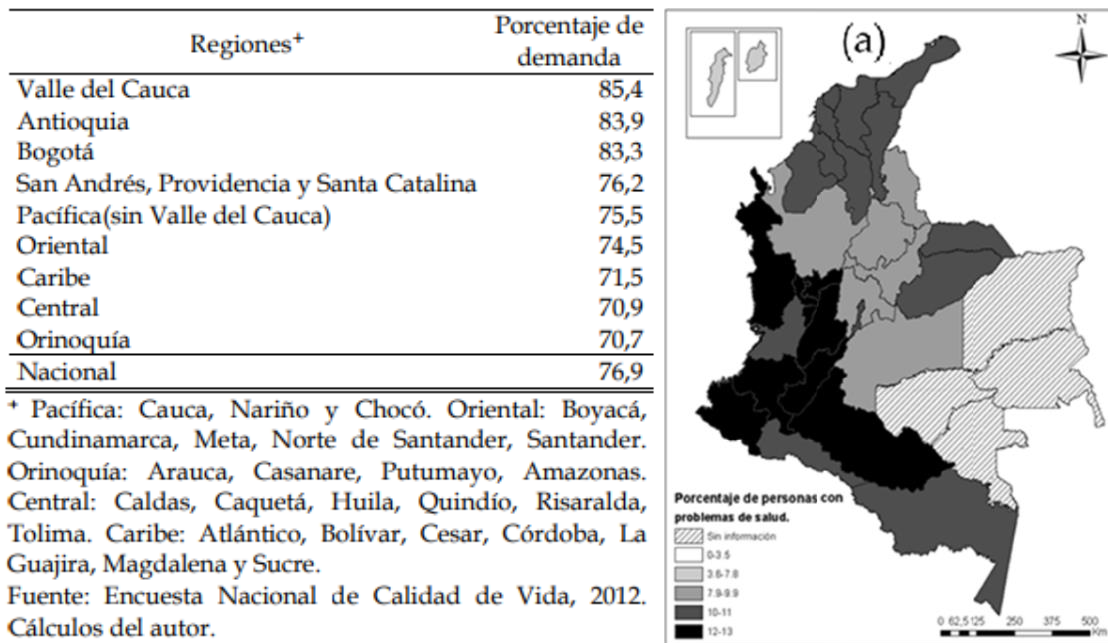 Regiones+ Porcentaje de demanda
Valle del Cauca 85,4
Antioquia 83,9
Bogotá 83,3
San Andrés, Providencia y Santa Catalina 76,2
Pacífica(sin Valle del Cauca) 75,5
Oriental 74,5
Caribe 71,5
Central 70,9
Orinoquía 70,7
Nacional 76,9
+ Pacífica: Cauca, Nariño y Chocó. Oriental: Boyacá,
Cundinamarca, Meta, Norte de Santander, Santander.
Orinoquía: Arauca, Casanare, Putumayo, Amazonas.
Central: Caldas, Caquetá, Huila, Quindío, Risaralda,
Tolima. Caribe: Atlántico, Bolívar, Cesar, Córdoba, La
Guajira, Magdalena y Sucre.
Fuente: Encuesta Nacional de Calidad de Vida, 2012.
Cálculos del autor.
(a)
N
Porcentaje de personas con
problemas de salud.
Sin información
0-3.5
3.6-7.8
7.9-9.9
10-11
12-13
0 62,5 125 250 375 500
Km